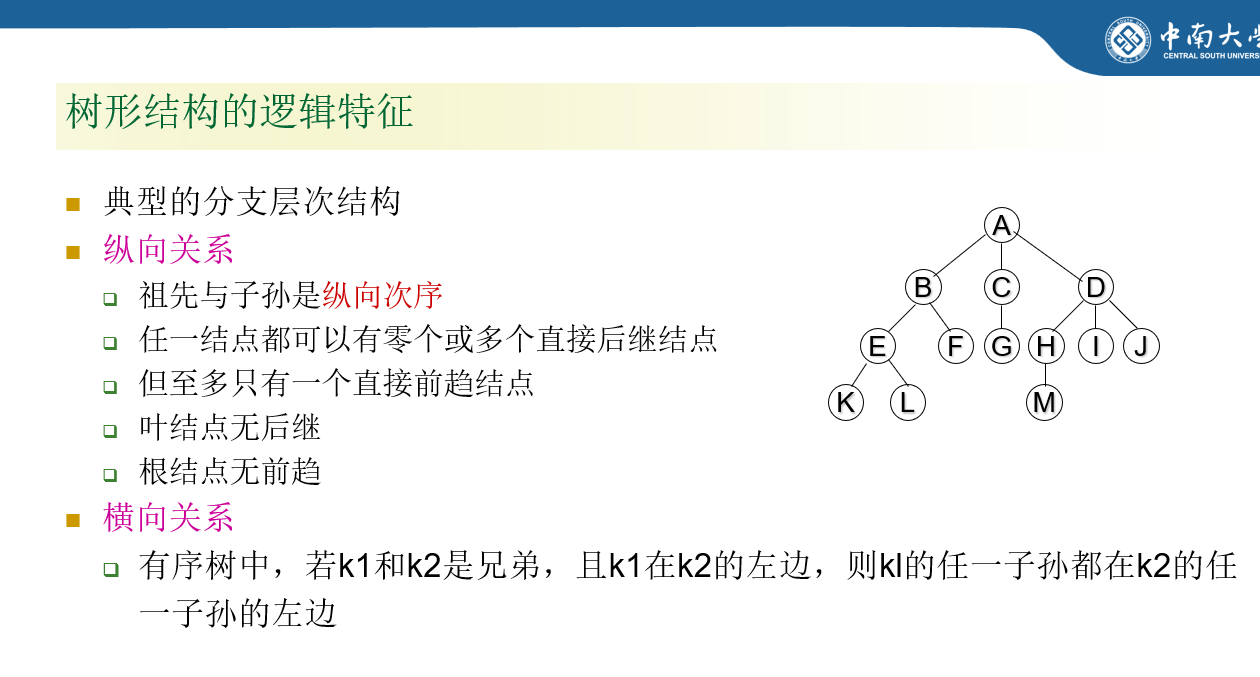 中南大学
CENTRAL SOUTH UNIVERS
树形结构的逻辑特征
典型的分支层次结构
纵向关系
祖先与子孙是纵向次序
任一结点都可以有零个或多个直接后继结点
但至多只有一个直接前趋结点
叶结点无后继
根结点无前趋
横向关系
有序树中，若k1和k2是兄弟，且k1在k2的左边，则kl的任一子孙都在k2的任
一子孙的左边
A
B C D
E F G H I J
K L M